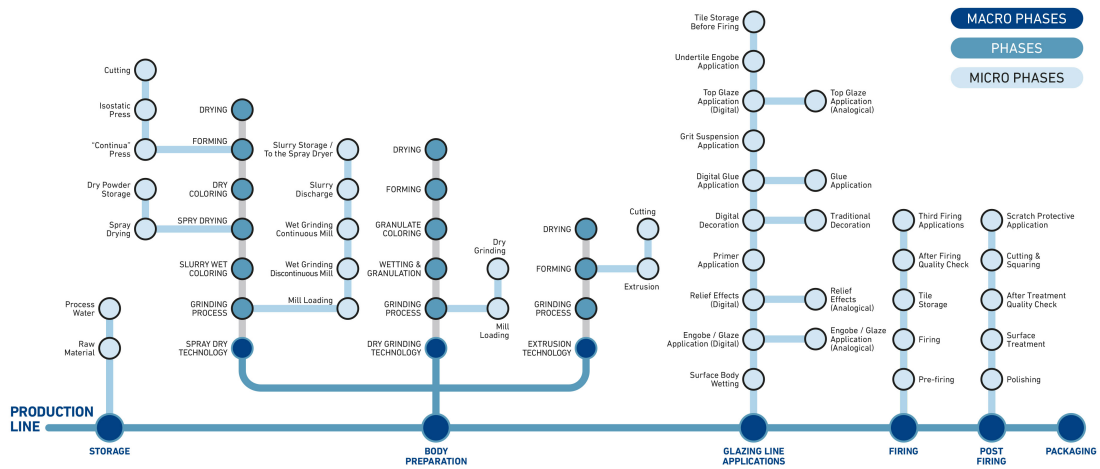 MACRO PHASES
PHASES
MICRO PHASES
Cutting
Isostatic
Press
"Continua"
Press
Dry Powder
Storage
Spray
Drying
Process
Water
Raw
Material
DRYING
FORMING
DRY
COLORING
SPRY DRYING
SLURRY WET
COLORING
GRINDING
PROCESS
SPRAY DRY
TECHNOLOGY
Slurry Storage /
To the Spray Dryer
Slurry
Discharge
Wet Grinding
Continuous Mill
Wet Grinding
Discontinuous Mill
Mill Loading
DRYING
FORMING
GRANULATE
COLORING
WETTING &
GRANULATION
GRINDING
PROCESS
DRY GRINDING
TECHNOLOGY
Dry
Grinding
Mill
Loading
DRYING
FORMING
GRINDING
PROCESS
EXTRUSION
TECHNOLOGY
Cutting
Extrusion
Tile Storage
Before Firing
Undertile Engobe
Application
Top Glaze
Application
(Digital)
Top Glaze
Application
(Analogical)
Grit Suspension
Application
Digital Glue
Application
Glue
Application
Digital
Decoration
Traditional
Decoration
Primer
Application
Relief Effects
(Digital)
Relief
Effects
(Analogical)
Engobe / Glaze
Application (Digital)
Engobe / Glaze
Application
(Analogical)
Surface Body
Wetting
Third Firing
Applications
After Firing
Quality Check
Tile
Storage
Firing
Pre-firing
Scratch Protective
Application
Cutting &
Squaring
After Treatment
Quality Check
Surface
Treatment
Polishing
PRODUCTION
LINE
STORAGE
BODY
PREPARATION
GLAZING LINE
APPLICATIONS
FIRING
POST
FIRING
PACKAGING